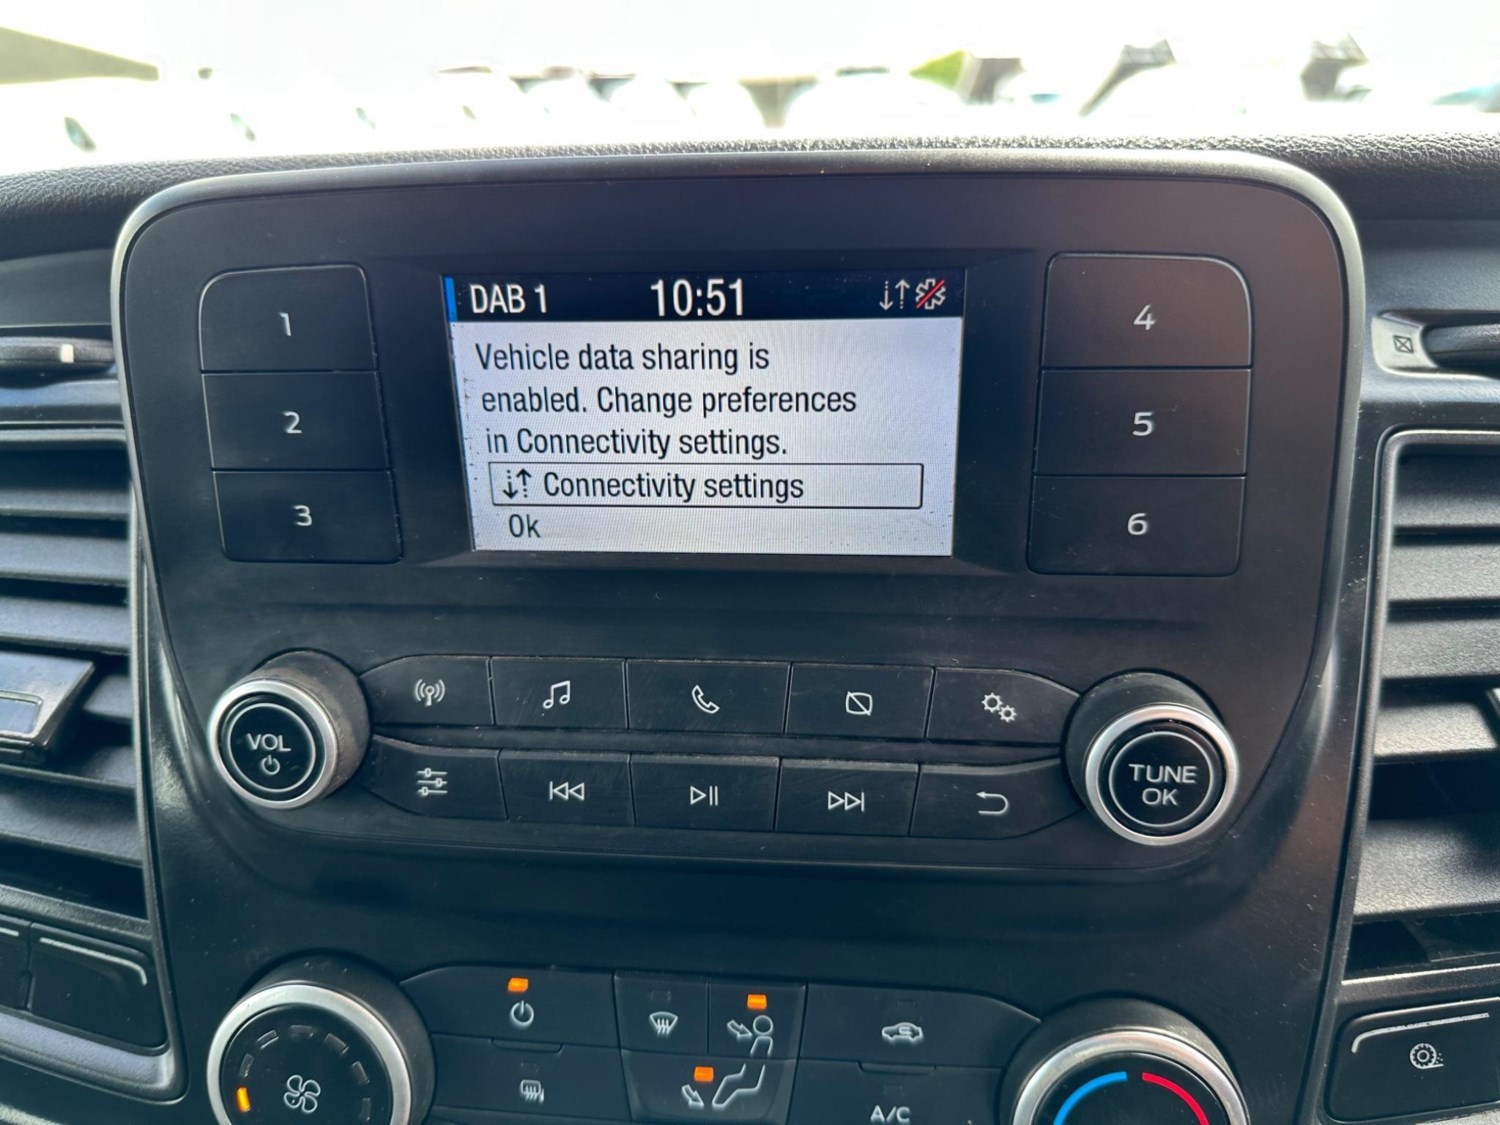 DAB 1 10:51
Vehicle data sharing is
enabled. Change preferences
in Connectivity settings.
Connectivity settings
Ok
1
2
3
4
5
6
VOL
TUNE
OK
A/C